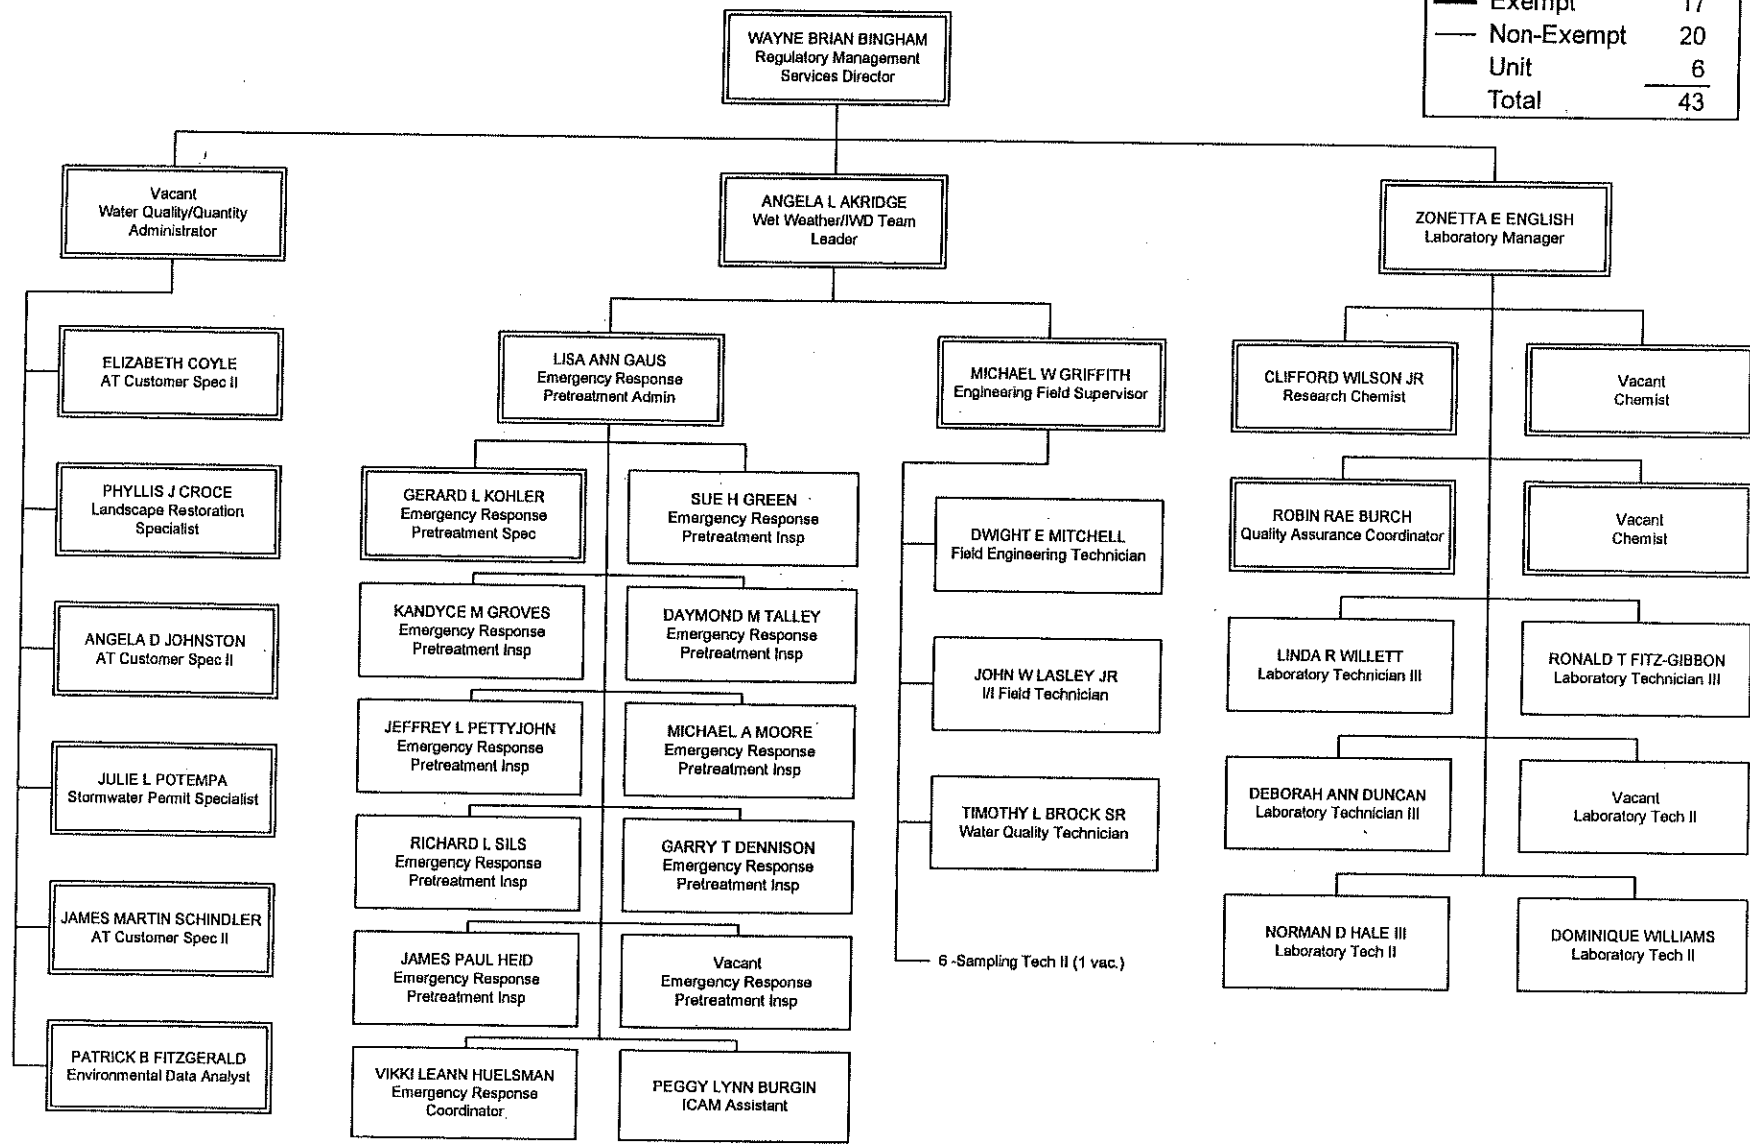 Exempt 17
Non-Exempt 20
Unit 6
Total 43
WAYNE BRIAN BINGHAM
Regulatory Management
Services Director
Vacant
Water Quality/Quantity
Administrator
ANGELA L AKRIDGE
Wet Weather/IWD Team
Leader
ZONETTA E ENGLISH
Laboratory Manager
ELIZABETH COYLE
AT Customer Spec II
PHYLLIS J CROCE
Landscape Restoration
Specialist
ANGELA D JOHNSTON
AT Customer Spec II
JULIE L POTEMPA
Stormwater Permit Specialist
JAMES MARTIN SCHINDLER
AT Customer Spec II
PATRICK B FITZGERALD
Environmental Data Analyst
LISA ANN GAUS
Emergency Response
Pretreatment Admin
GERARD L KOHLER
Emergency Response
Pretreatment Spec
SUE H GREEN
Emergency Response
Pretreatment Insp
KANDYCE M GROVES
Emergency Response
Pretreatment Insp
DAYMOND M TALLEY
Emergency Response
Pretreatment Insp
JEFFREY L PETTYJOHN
Emergency Response
Pretreatment Insp
MICHAEL A MOORE
Emergency Response
Pretreatment Insp
RICHARD L SILS
Emergency Response
Pretreatment Insp
GARRY T DENNISON
Emergency Response
Pretreatment Insp
JAMES PAUL HEID
Emergency Response
Pretreatment Insp
Vacant
Emergency Response
Pretreatment Insp
VIKKI LEANN HUELSMAN
Emergency Response
Coordinator
PEGGY LYNN BURGIN
ICAM Assistant
MICHAEL W GRIFFITH
Engineering Field Supervisor
DWIGHT E MITCHELL
Field Engineering Technician
JOHN W LASLEY JR
I/I Field Technician
TIMOTHY L BROCK SR
Water Quality Technician
6 -Sampling Tech II (1 vac.)
CLIFFORD WILSON JR
Research Chemist
Vacant
Chemist
ROBIN RAE BURCH
Quality Assurance Coordinator
Vacant
Chemist
LINDA R WILLETT
Laboratory Technician III
RONALD T FITZ-GIBBON
Laboratory Technician III
DEBORAH ANN DUNCAN
Laboratory Technician III
Vacant
Laboratory Tech II
NORMAN D HALE III
Laboratory Tech II
DOMINIQUE WILLIAMS
Laboratory Tech II